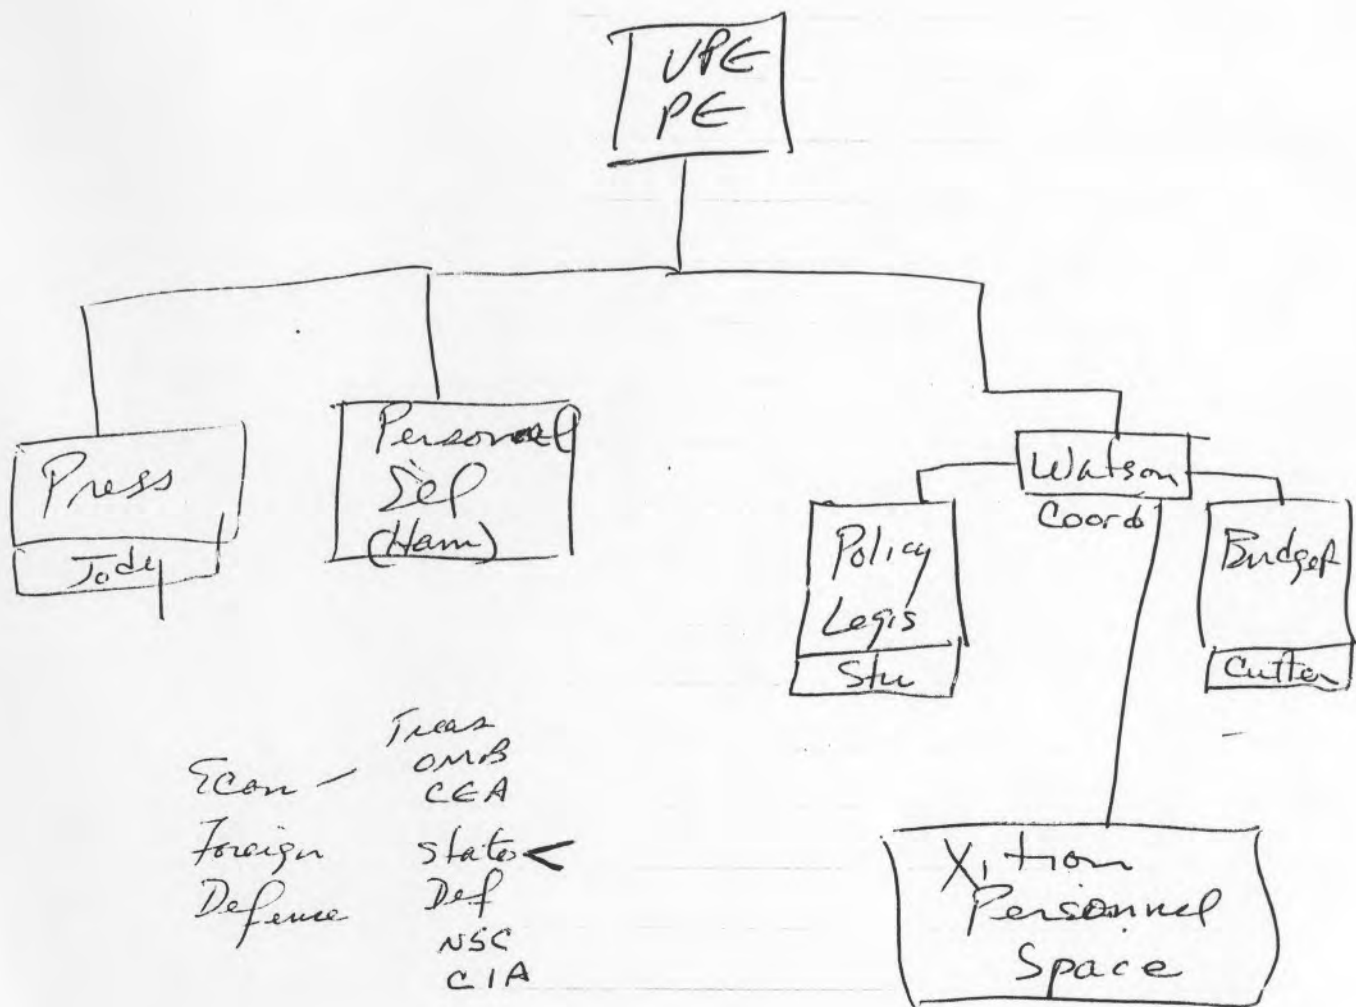 VPE
PE
Press
Jody
Personnel
Sel
(Ham)
Watson
Coord
Policy
Legis
Stu
Budget
Cutter
Econ - Treas
OMB
CEA
Foreign State <
Defense Def
NSC
CIA
X, tion
Personnel
Space